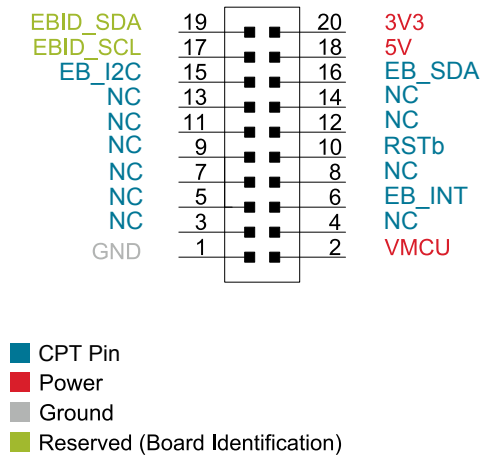 EBID_SDA 19 20 3V3
EBID_SCL 17 18 5V
EB_I2C 15 16 EB_SDA
NC 13 14 NC
NC 11 12 NC
NC 9 10 RSTb
NC 7 8 NC
NC 5 6 EB_INT
NC 3 4 NC
GND 1 2 VMCU
CPT Pin
Power
Ground
Reserved (Board Identification)